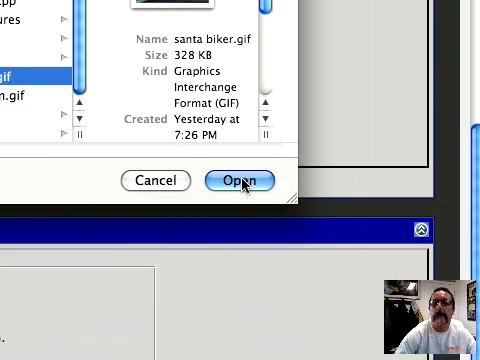 pp
ures
gif
n.gif
Name santa biker.gif
Size 328 KB
Kind Graphics
Interchange
Format (GIF)
Created Yesterday at
7:26 PM
Cancel
Open